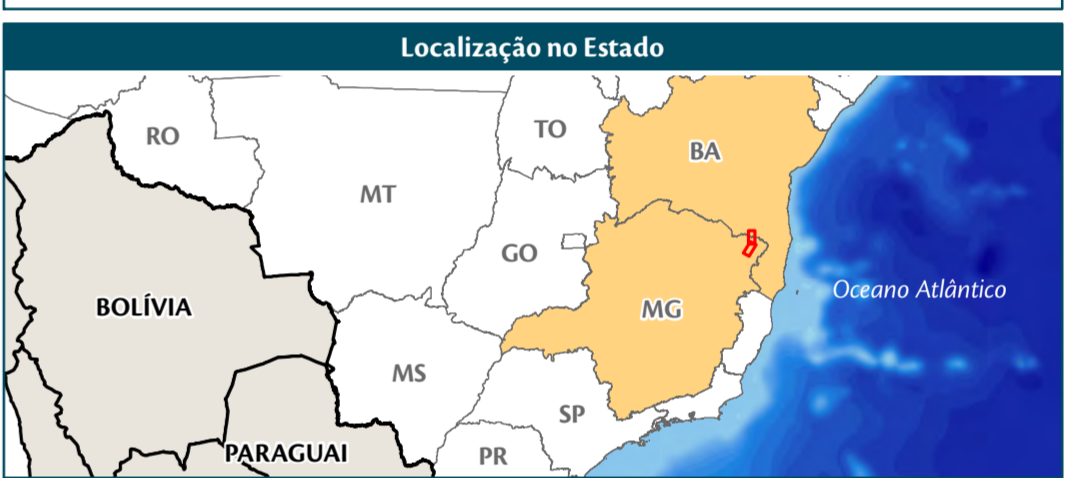 Localização no Estado
RO
TO
BA
MT
GO
BOLÍVIA
MG
Oceano Atlântico
MS
SP
PARAGUAI
PR